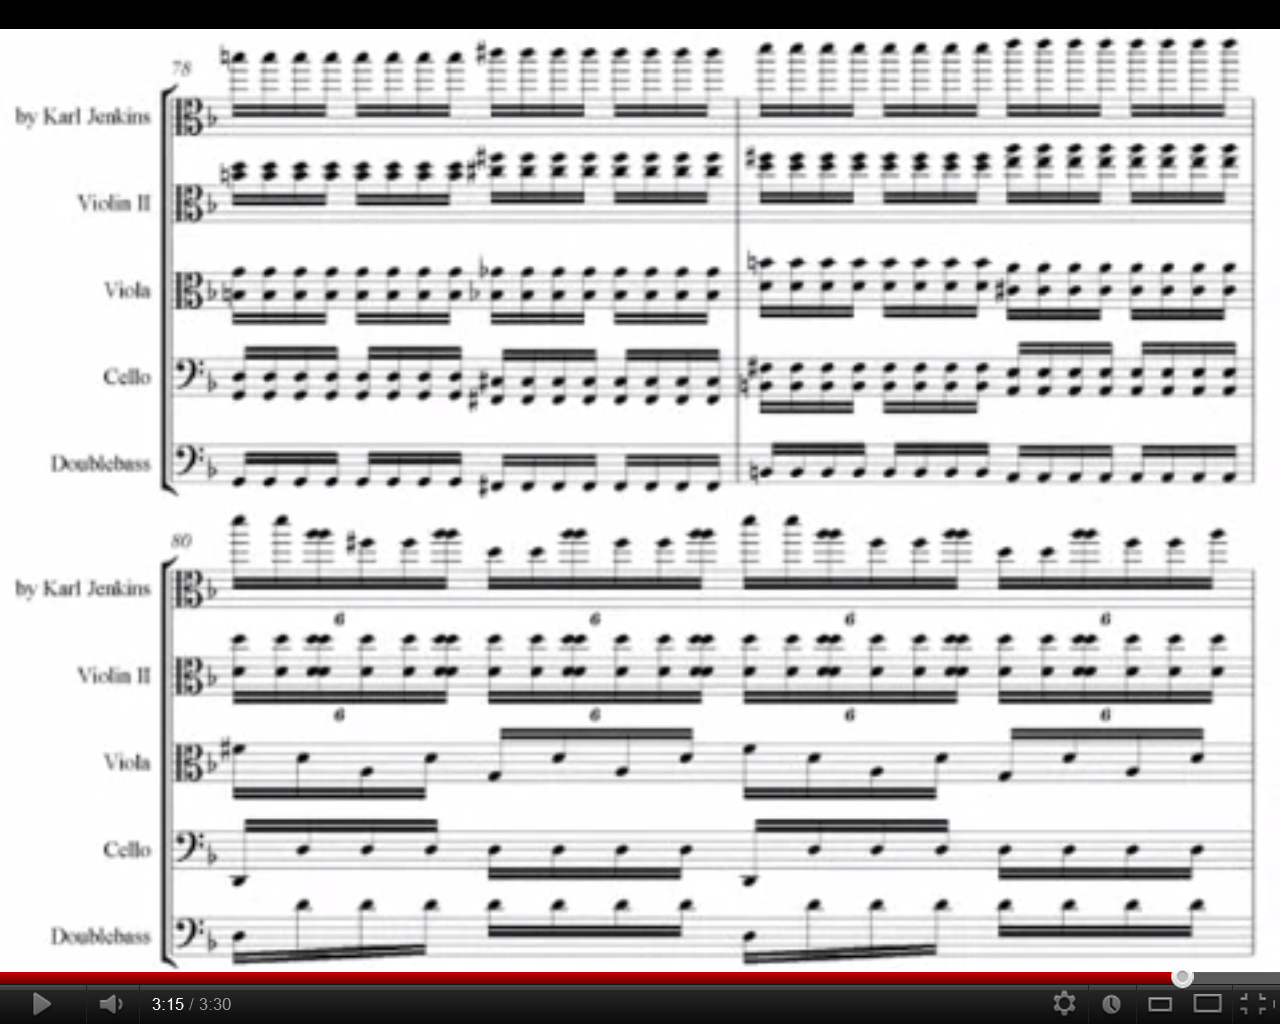 78
by Karl Jenkins
Violin II
Viola
Cello
Doublebass
80
by Karl Jenkins
6 6 6 6
Violin II
6 6 6 6
Viola
Cello
Doublebass
3:15 / 3:30